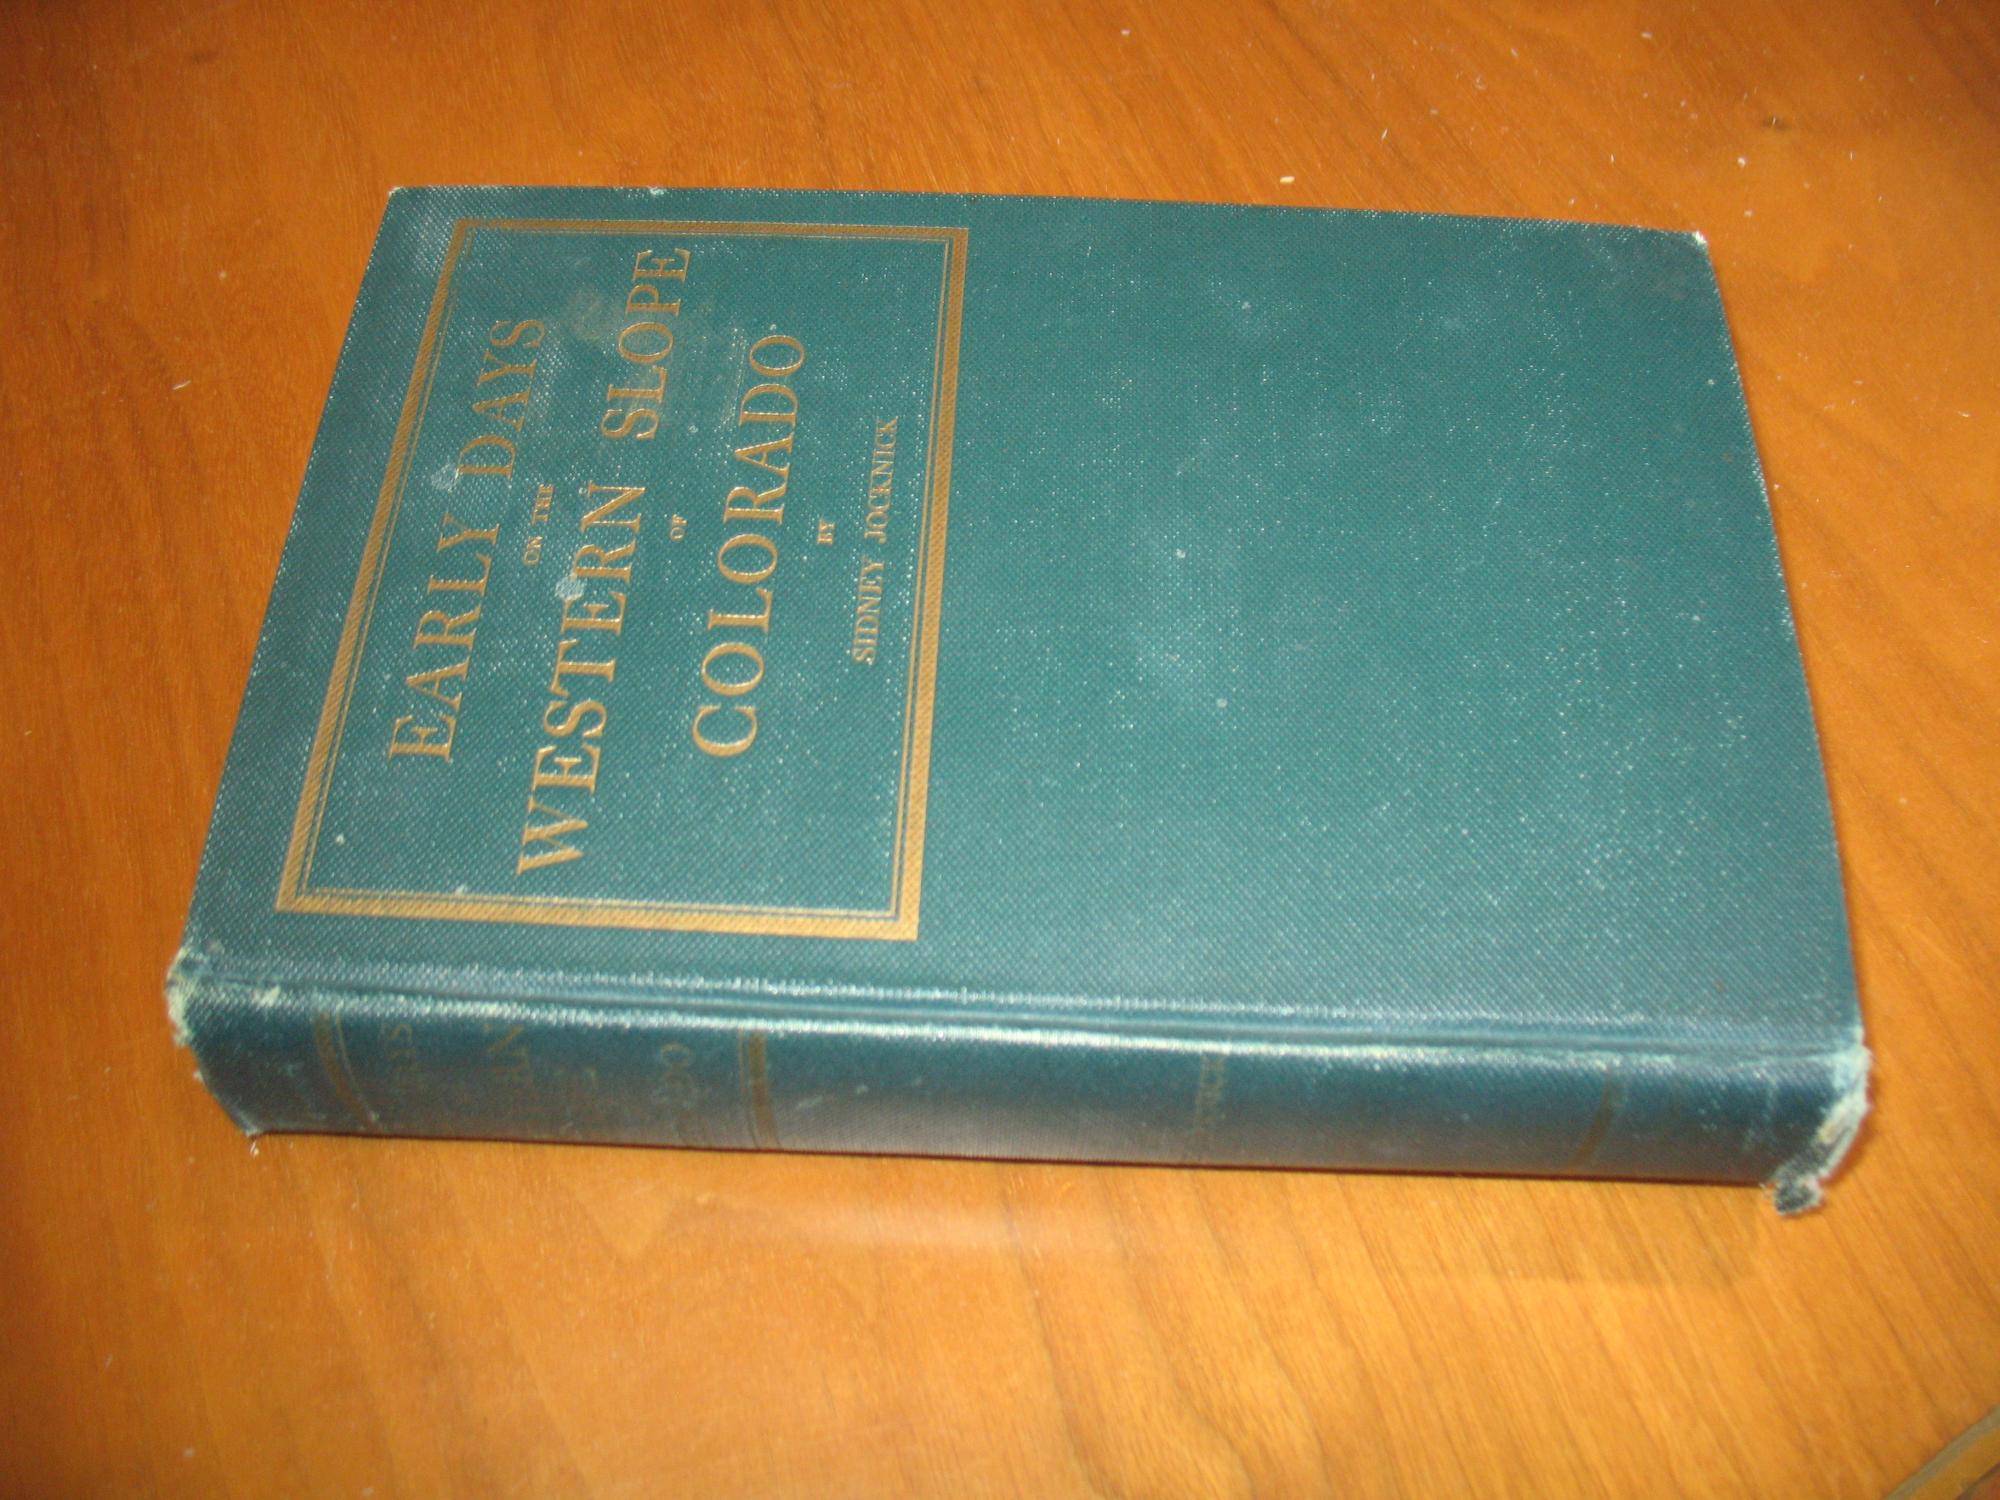 EARLY DAYS
ON THE
WESTERN SLOPE
OF
COLORADO
BY
SIDNEY JOCKNICK